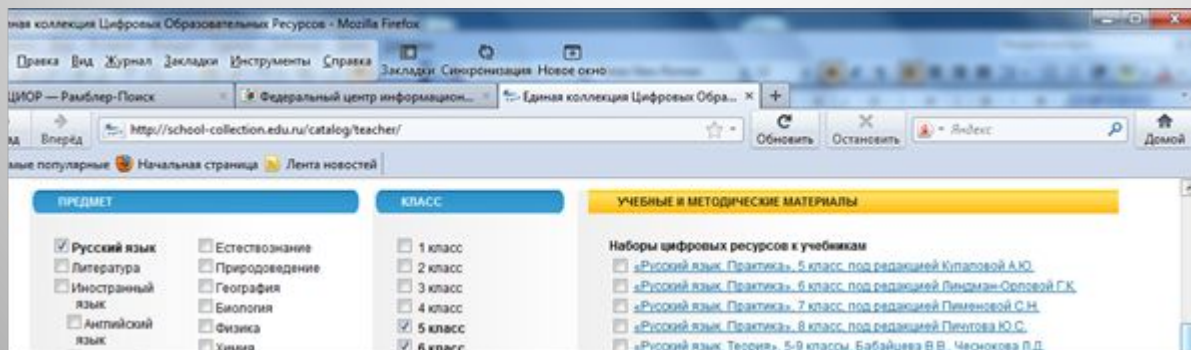 ная коллекция Цифровых Образовательных Ресурсов - Mozilla Firefox
Правка Вид Журнал Закладки Инструменты Справка Закладки Синхронизация Новое окно
ЦИОР — Рамблер-Поиск Федеральный центр информацион... Единая коллекция Цифровых Обра...
ад Вперёд http://school-collection.edu.ru/catalog/teacher/ Обновить Остановить Яндекс Домой
мые популярные Начальная страница Лента новостей
ПРЕДМЕТ КЛАСС УЧЕБНЫЕ И МЕТОДИЧЕСКИЕ МАТЕРИАЛЫ
Русский язык Естествознание 1 класс Наборы цифровых ресурсов к учебникам
Литература Природоведение 2 класс «Русский язык. Практика», 5 класс, под редакцией Купаловой А.Ю.
Иностранный География 3 класс «Русский язык. Практика», 6 класс, под редакцией Лидман-Орловой Г.К.
язык Биология 4 класс «Русский язык. Практика», 7 класс, под редакцией Пименовой С.Н.
Английский Физика 5 класс «Русский язык. Практика», 8 класс, под редакцией Пичугова Ю.С.
язык Химия 6 класс «Русский язык. Теория», 5-9 классы, Бабайцева В.В., Чеснокова Л.Д.